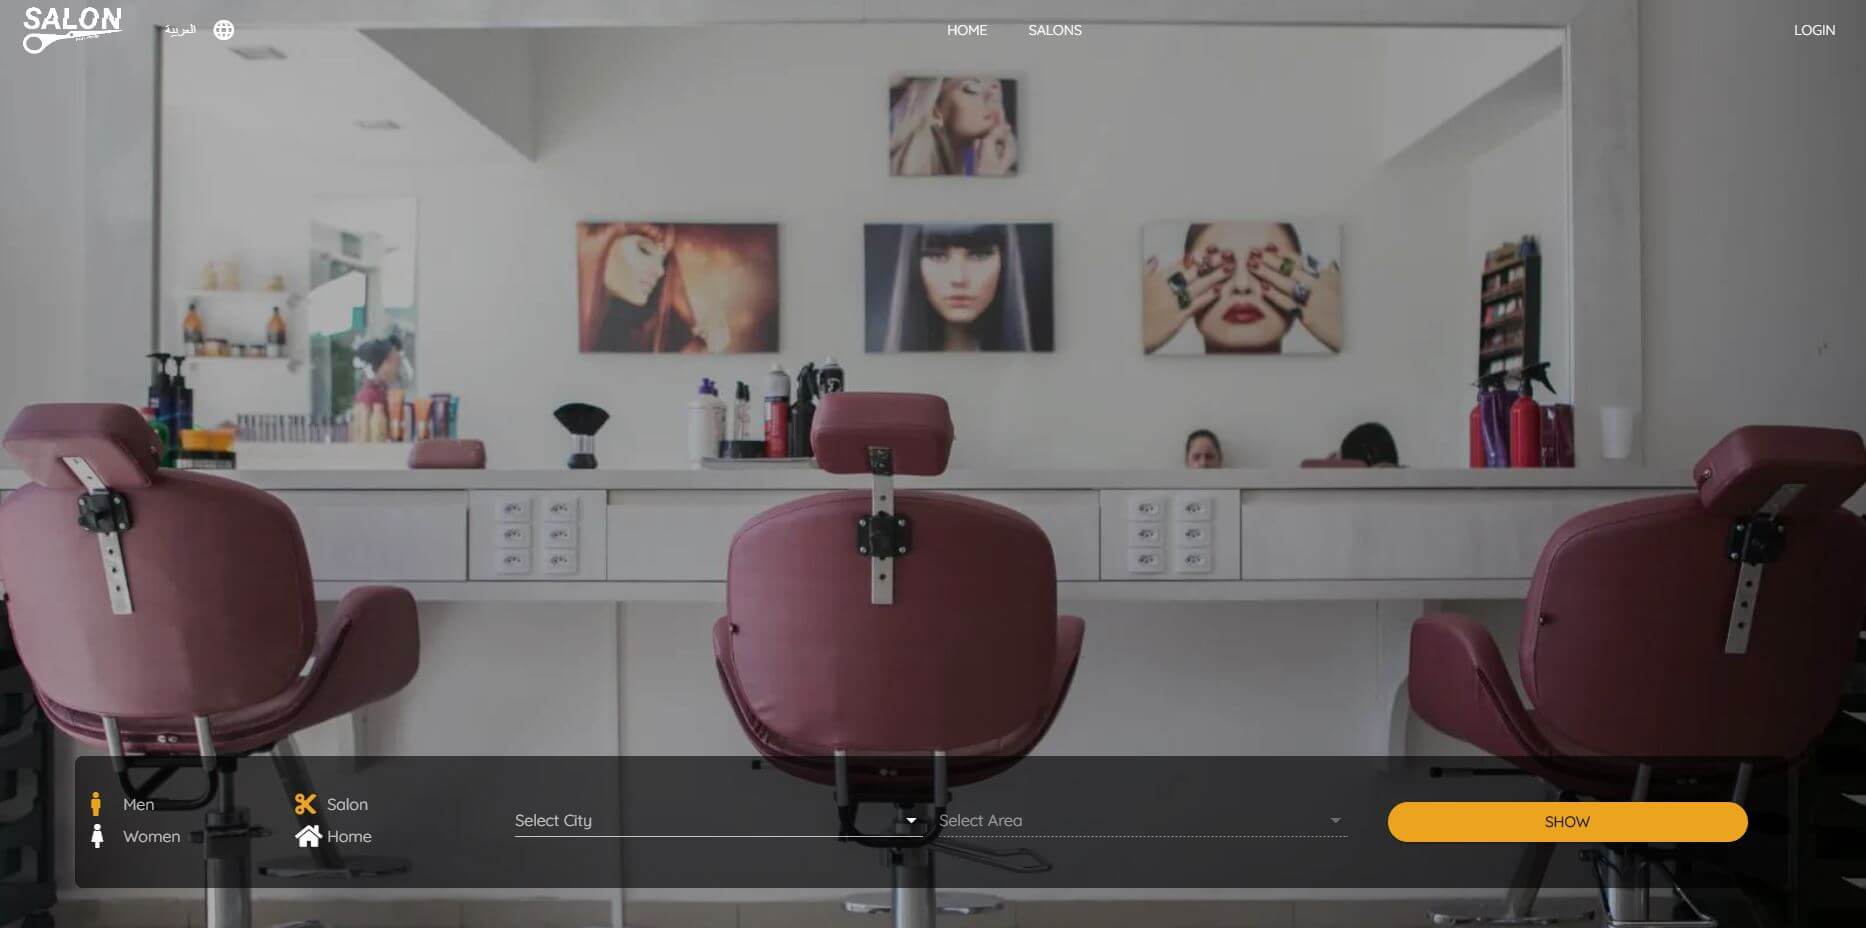 SALON
العربية
HOME
SALONS
LOGIN
Men
Women
Salon
Home
Select City
Select Area
SHOW